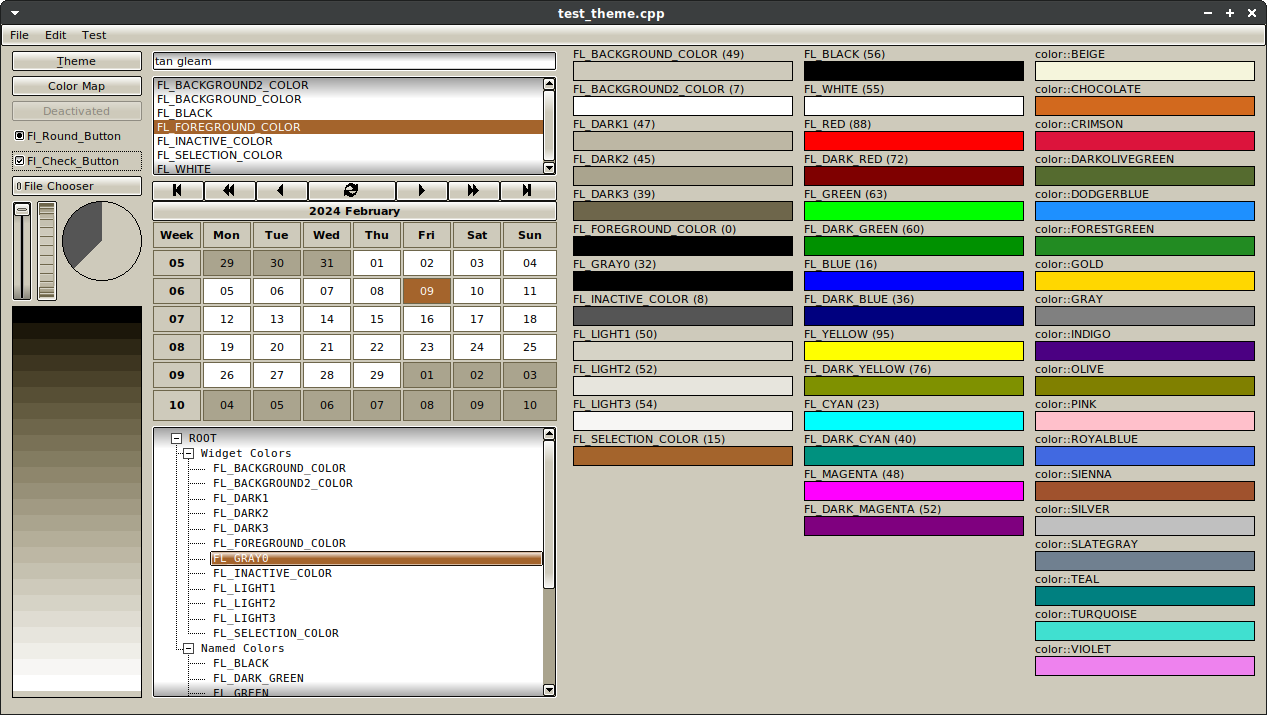 test_theme.cpp
File Edit Test
Theme
Color Map
Deactivated
Fl_Round_Button
Fl_Check_Button
File Chooser
tan gleam
FL_BACKGROUND2_COLOR
FL_BACKGROUND_COLOR
FL_BLACK
FL_FOREGROUND_COLOR
FL_INACTIVE_COLOR
FL_SELECTION_COLOR
FL_WHITE
2024 February
Week Mon Tue Wed Thu Fri Sat Sun
05 29 30 31 01 02 03 04
06 05 06 07 08 09 10 11
07 12 13 14 15 16 17 18
08 19 20 21 22 23 24 25
09 26 27 28 29 01 02 03
10 04 05 06 07 08 09 10
ROOT
Widget Colors
FL_BACKGROUND_COLOR
FL_BACKGROUND2_COLOR
FL_DARK1
FL_DARK2
FL_DARK3
FL_FOREGROUND_COLOR
FL_GRAY0
FL_INACTIVE_COLOR
FL_LIGHT1
FL_LIGHT2
FL_LIGHT3
FL_SELECTION_COLOR
Named Colors
FL_BLACK
FL_DARK_GREEN
FL_GREEN
FL_BACKGROUND_COLOR (49)
FL_BACKGROUND2_COLOR (7)
FL_DARK1 (47)
FL_DARK2 (45)
FL_DARK3 (39)
FL_FOREGROUND_COLOR (0)
FL_GRAY0 (32)
FL_INACTIVE_COLOR (8)
FL_LIGHT1 (50)
FL_LIGHT2 (52)
FL_LIGHT3 (54)
FL_SELECTION_COLOR (15)
FL_BLACK (56)
FL_WHITE (55)
FL_RED (88)
FL_DARK_RED (72)
FL_GREEN (63)
FL_DARK_GREEN (60)
FL_BLUE (16)
FL_DARK_BLUE (36)
FL_YELLOW (95)
FL_DARK_YELLOW (76)
FL_CYAN (23)
FL_DARK_CYAN (40)
FL_MAGENTA (48)
FL_DARK_MAGENTA (52)
color::BEIGE
color::CHOCOLATE
color::CRIMSON
color::DARKOLIVEGREEN
color::DODGERBLUE
color::FORESTGREEN
color::GOLD
color::GRAY
color::INDIGO
color::OLIVE
color::PINK
color::ROYALBLUE
color::SIENNA
color::SILVER
color::SLATEGRAY
color::TEAL
color::TURQUOISE
color::VIOLET